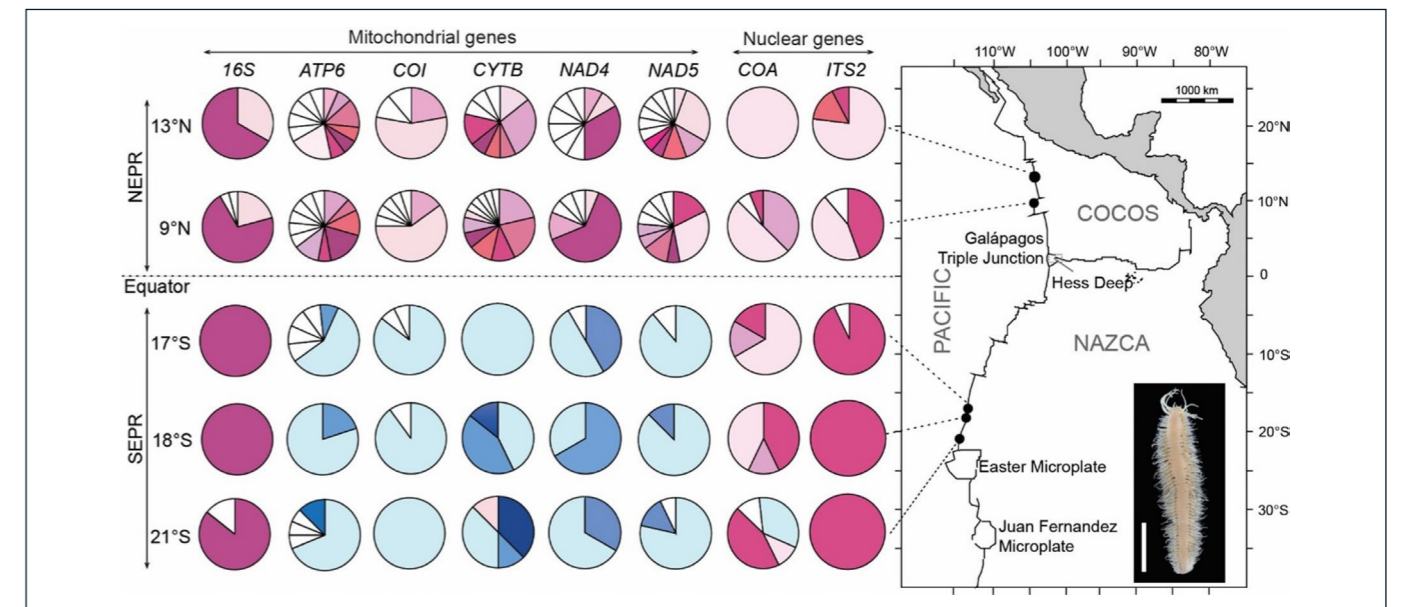 Mitochondrial genes
Nuclear genes
16S ATP6 COI CYTB NAD4 NAD5 COA ITS2
110°W 100°W 90°W 80°W
1000 km
NEPR
13°N
9°N
20°N
10°N
COCOS
Galápagos
Triple Junction
Hess Deep
0
Equator
PACIFIC
SEPR
17°S
18°S
21°S
NAZCA
10°S
20°S
30°S
Easter Microplate
Juan Fernandez
Microplate